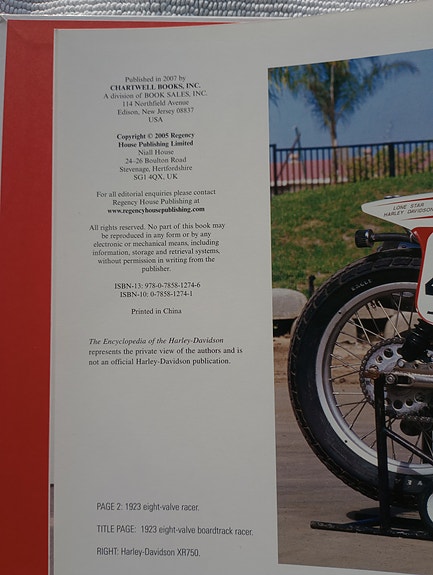 Published in 2007 by
CHARTWELL BOOKS, INC.
A division of BOOK SALES, INC.
114 Northfield Avenue
Edison, New Jersey 08837
USA
Copyright © 2005 Regency
House Publishing Limited
Niall House
24–26 Boulton Road
Stevenage, Hertfordshire
SG1 4QX, UK
For all editorial enquiries please contact
Regency House Publishing at
www.regencyhousepublishing.com
All rights reserved. No part of this book may
be reproduced in any form or by any
electronic or mechanical means, including
information, storage and retrieval systems,
without permission in writing from the
publisher.
ISBN-13: 978-0-7858-1274-6
ISBN-10: 0-7858-1274-1
Printed in China
The Encyclopedia of the Harley-Davidson
represents the private view of the authors and is
not an official Harley-Davidson publication.
PAGE 2: 1923 eight-valve racer.
TITLE PAGE: 1923 eight-valve boardtrack racer.
RIGHT: Harley-Davidson XR750.
LONE STAR
HARLEY DAVIDSON